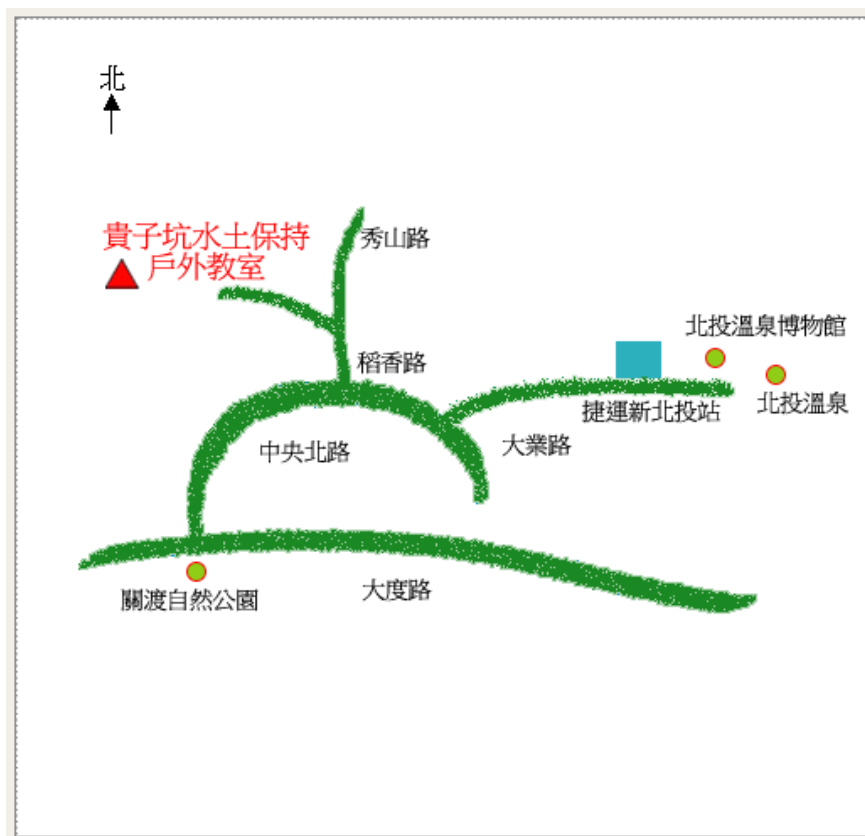 北
貴子坑水土保持
戶外教室
秀山路
北投溫泉博物館
稻香路
北投溫泉
捷運新北投站
大業路
中央北路
大度路
關渡自然公園